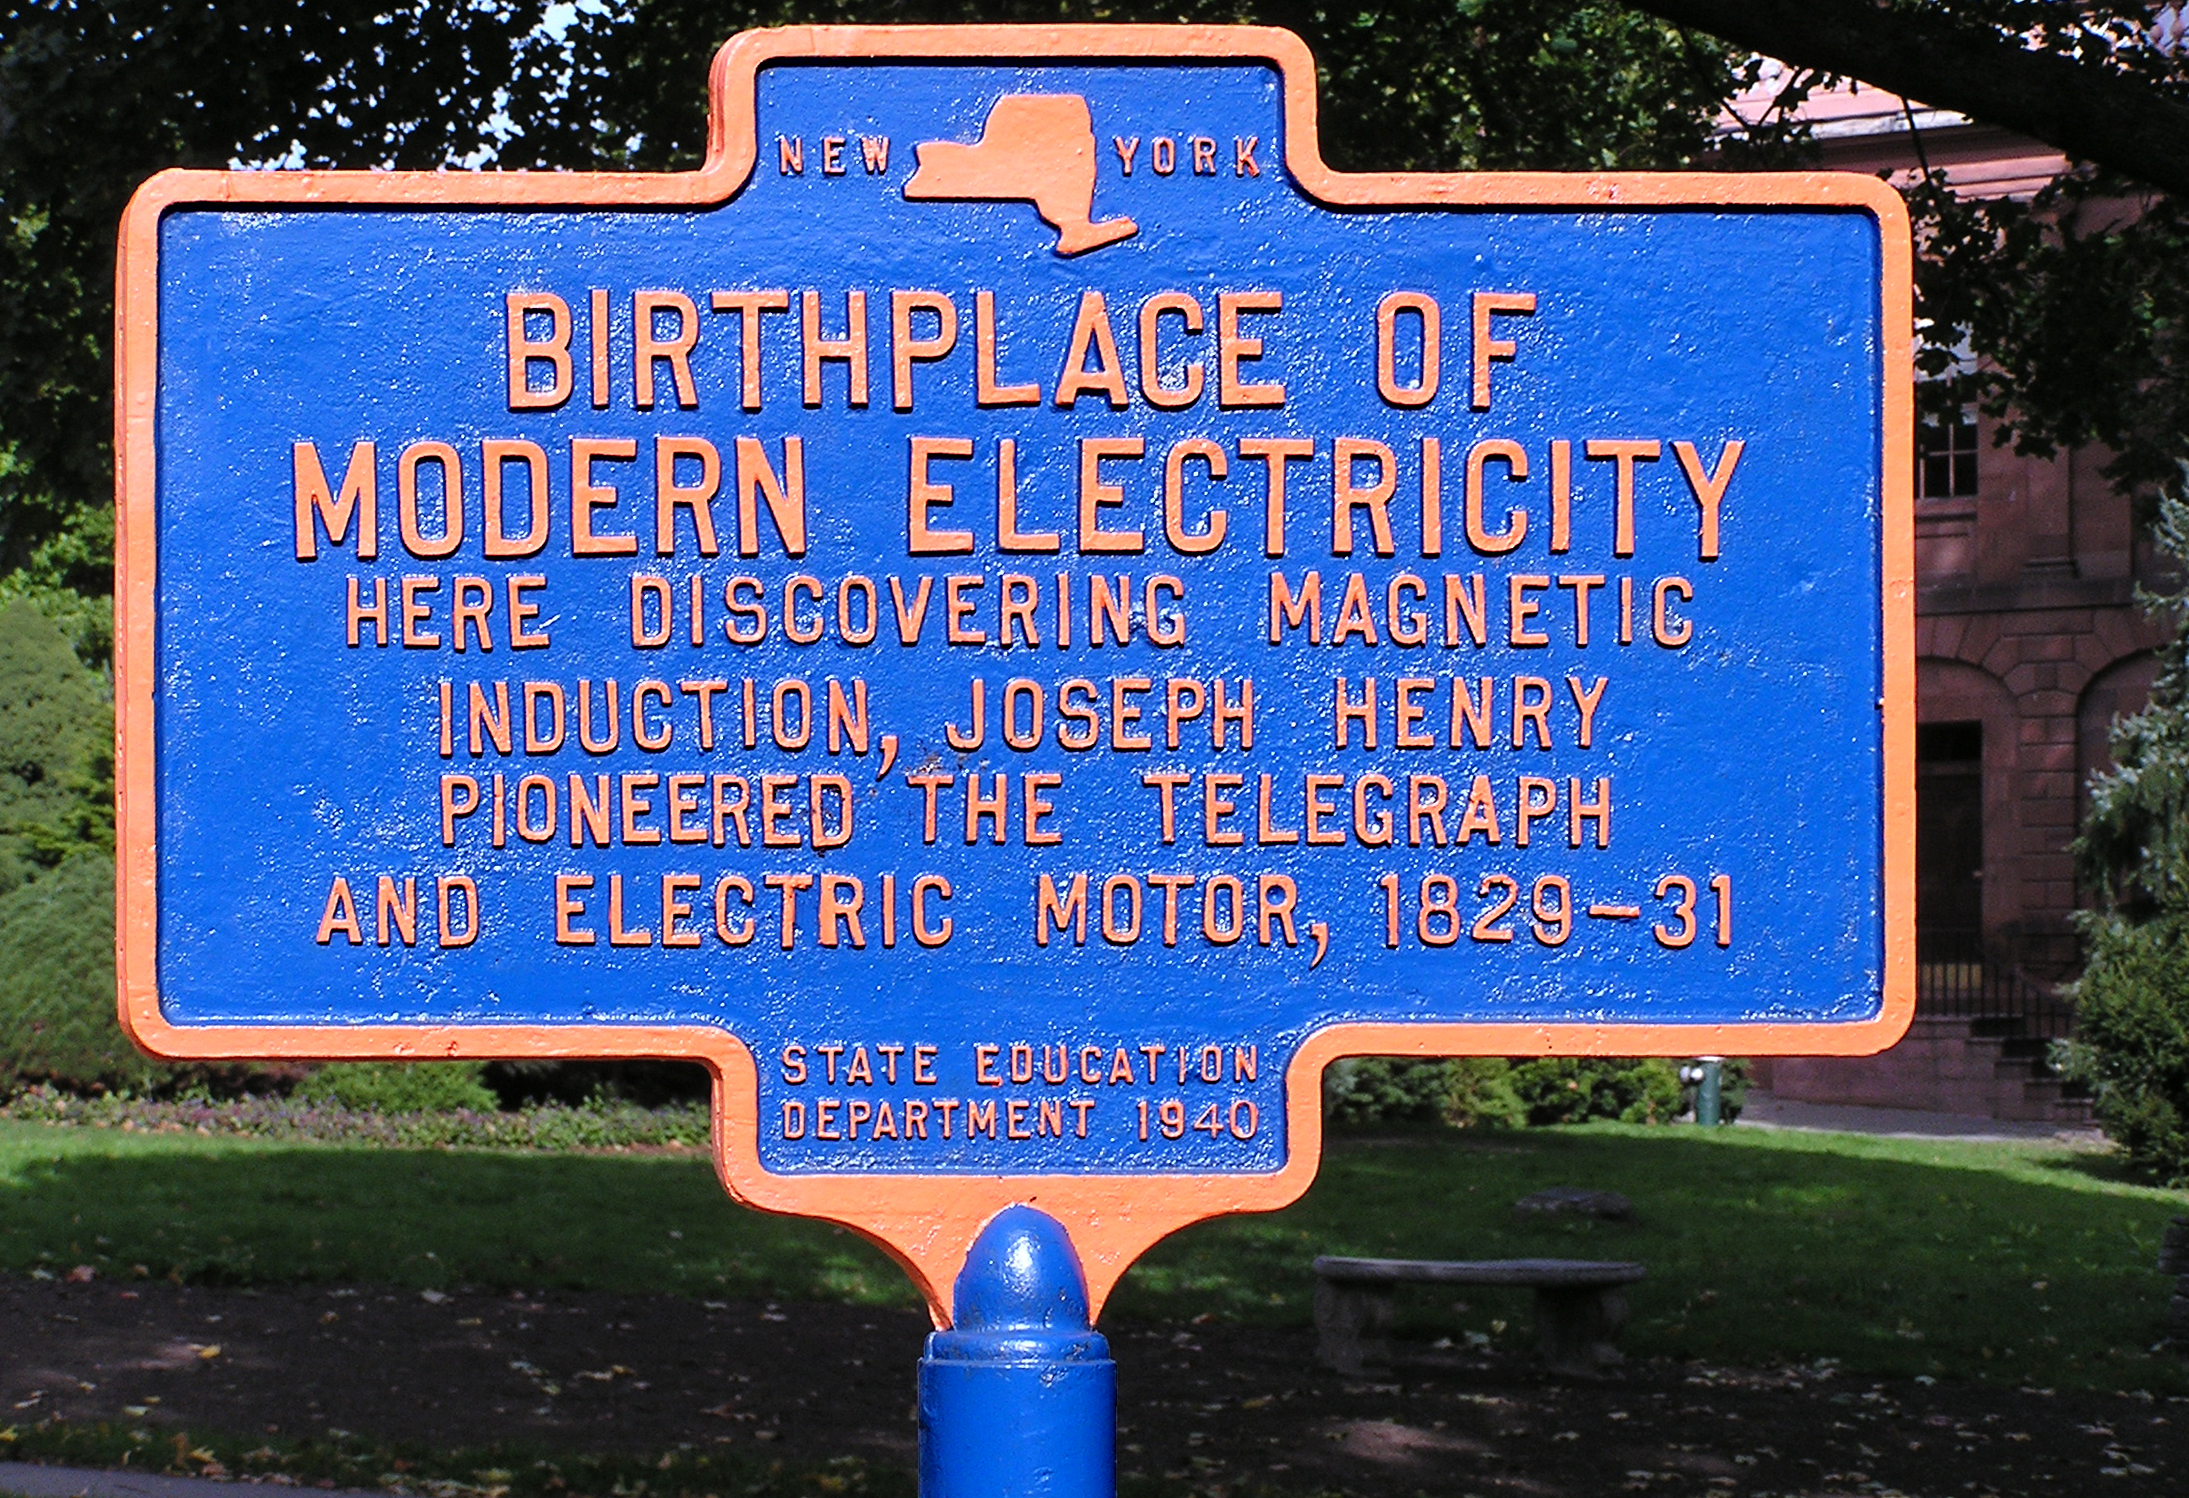 NEW YORK
BIRTHPLACE OF
MODERN ELECTRICITY
HERE DISCOVERING MAGNETIC
INDUCTION, JOSEPH HENRY
PIONEERED THE TELEGRAPH
AND ELECTRIC MOTOR, 1829-31
STATE EDUCATION
DEPARTMENT 1940